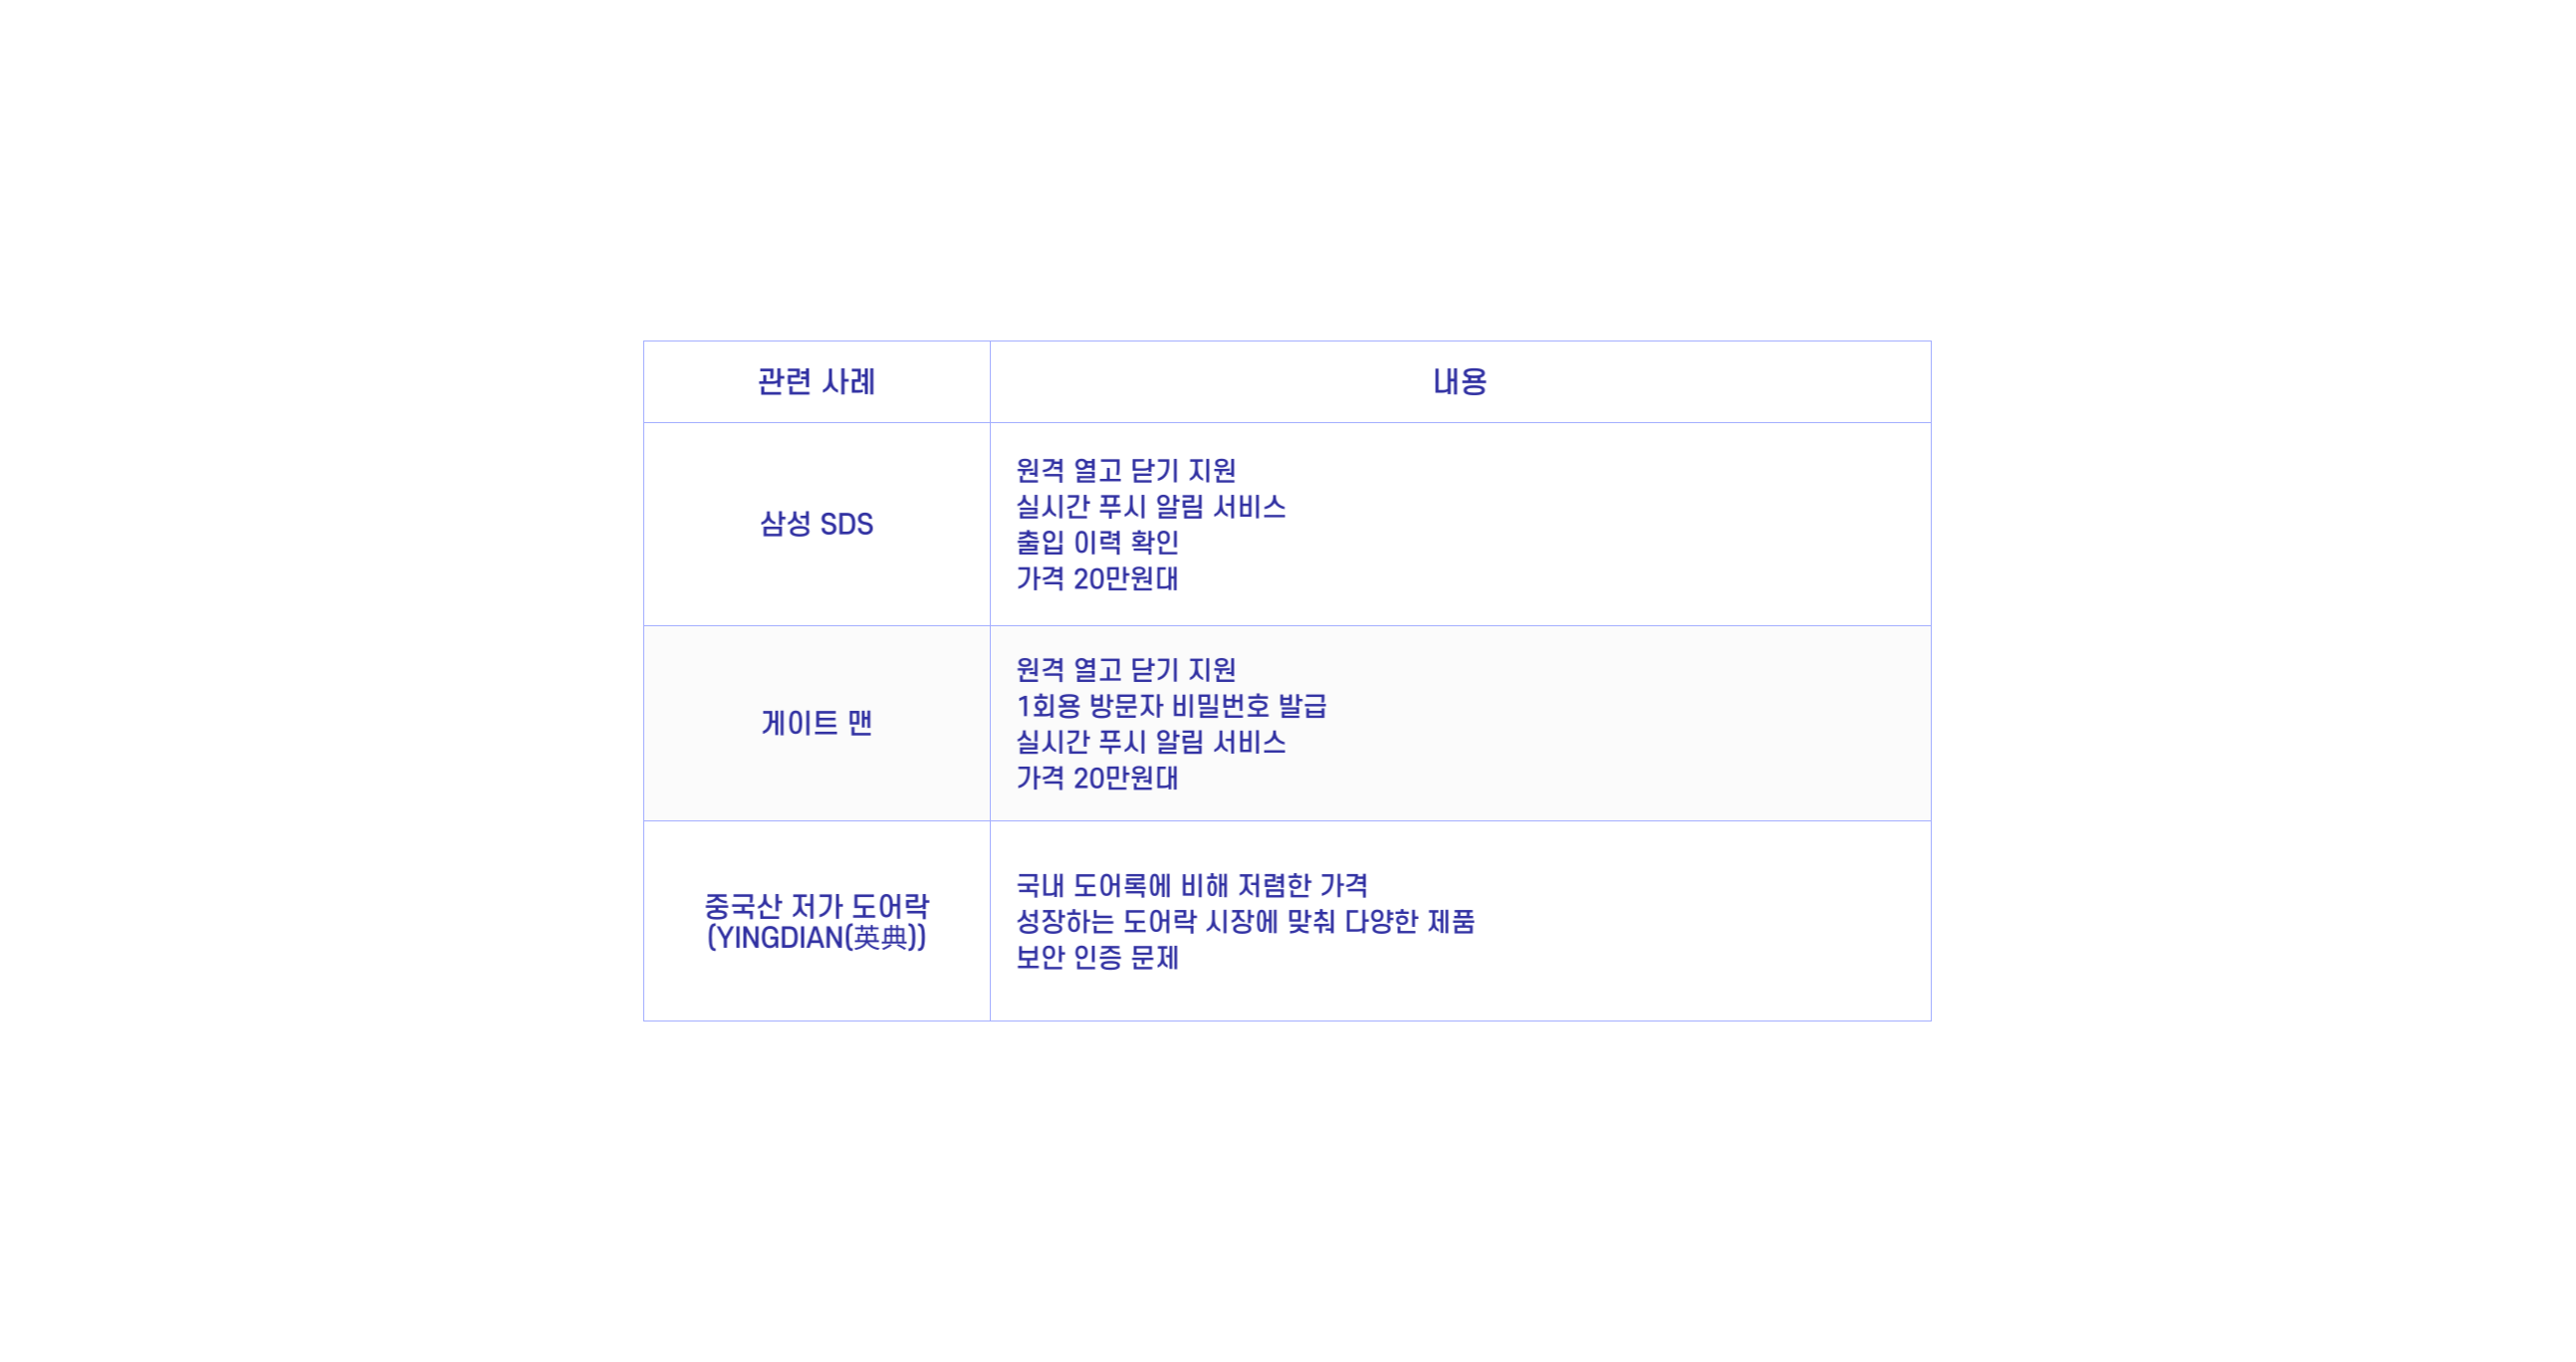 관련 사례
내용
삼성 SDS
원격 열고 닫기 지원
실시간 푸시 알림 서비스
출입 이력 확인
가격 20만원대
게이트 맨
원격 열고 닫기 지원
1회용 방문자 비밀번호 발급
실시간 푸시 알림 서비스
가격 20만원대
중국산 저가 도어락
(YINGDIAN(英典))
국내 도어록에 비해 저렴한 가격
성장하는 도어락 시장에 맞춰 다양한 제품
보안 인증 문제